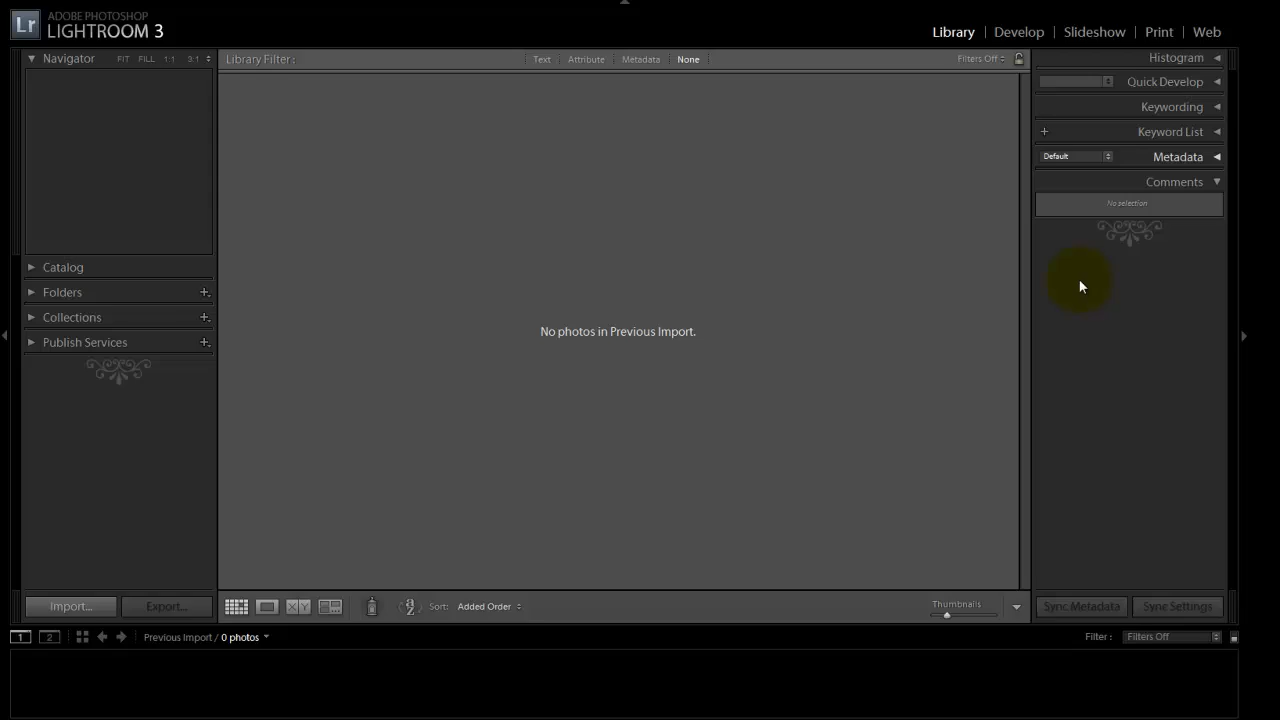 Lr ADOBE PHOTOSHOP
LIGHTROOM 3
Library | Develop | Slideshow | Print | Web
Navigator FIT FILL 1:1 3:1
Library Filter: Text Attribute Metadata None Filters Off
Histogram
Quick Develop
Keywording
+ Keyword List
Default Metadata
Comments
No selection
Catalog
Folders +
Collections +
Publish Services +
No photos in Previous Import.
Import... Export...
XY Sort: Added Order Thumbnails
Sync Metadata Sync Settings
1 2 Previous Import / 0 photos Filter: Filters Off